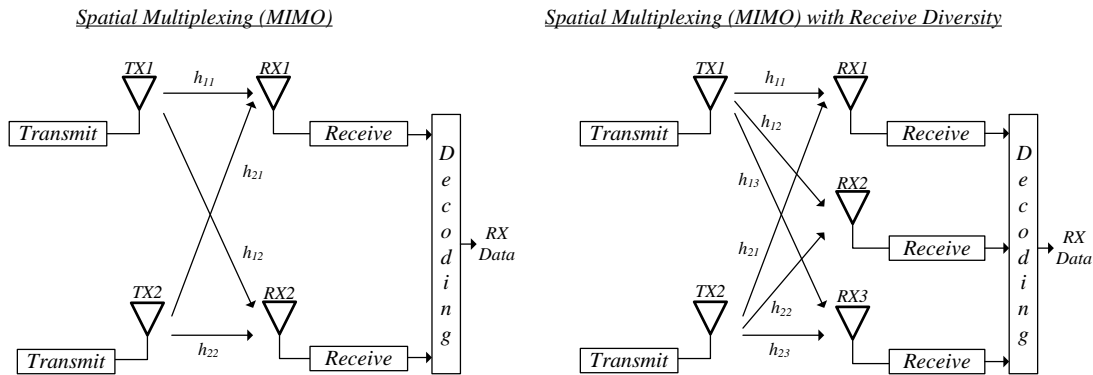 Spatial Multiplexing (MIMO)
TX1
h11
RX1
Transmit
Receive
h21
h12
TX2
RX2
h22
Transmit
Receive
Decoding
RX
Data
Spatial Multiplexing (MIMO) with Receive Diversity
TX1
h11
RX1
h12
Transmit
Receive
h13
RX2
h21
Receive
TX2
h22
RX3
h23
Transmit
Receive
Decoding
RX
Data